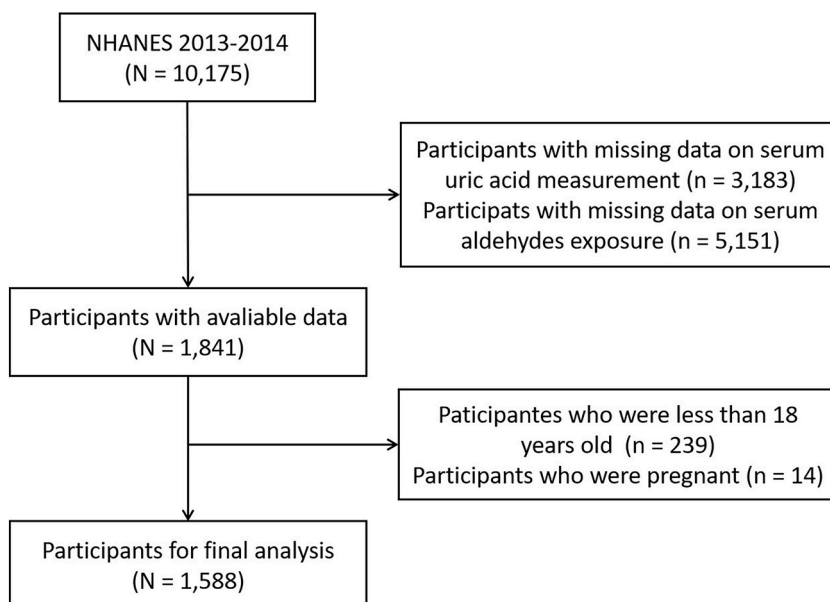 NHANES 2013-2014
(N = 10,175)
Participants with missing data on serum
uric acid measurement (n = 3,183)
Participats with missing data on serum
aldehydes exposure (n = 5,151)
Participants with avaliable data
(N = 1,841)
Paticipantes who were less than 18
years old (n = 239)
Participants who were pregnant (n = 14)
Participants for final analysis
(N = 1,588)